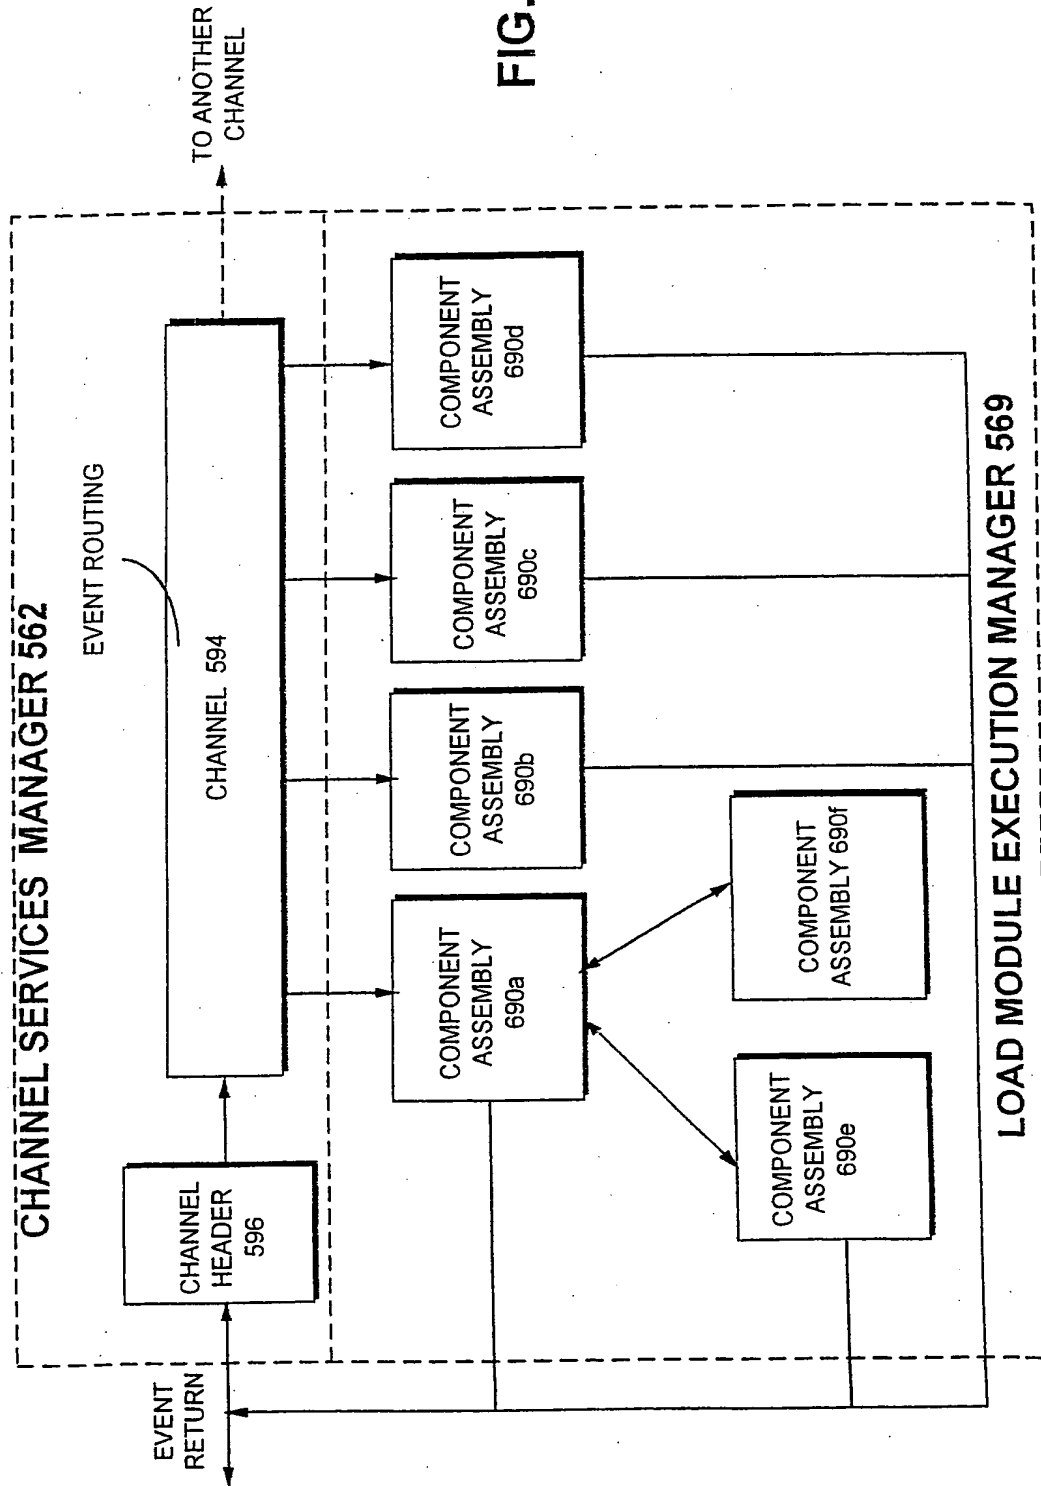 CHANNEL SERVICES MANAGER 562
EVENT
RETURN
CHANNEL
HEADER
596
EVENT ROUTING
CHANNEL 594
TO ANOTHER
CHANNEL
COMPONENT
ASSEMBLY
690a
COMPONENT
ASSEMBLY
690b
COMPONENT
ASSEMBLY
690c
COMPONENT
ASSEMBLY
690d
COMPONENT
ASSEMBLY
690e
COMPONENT
ASSEMBLY 690f
LOAD MODULE EXECUTION MANAGER 569
FIG.